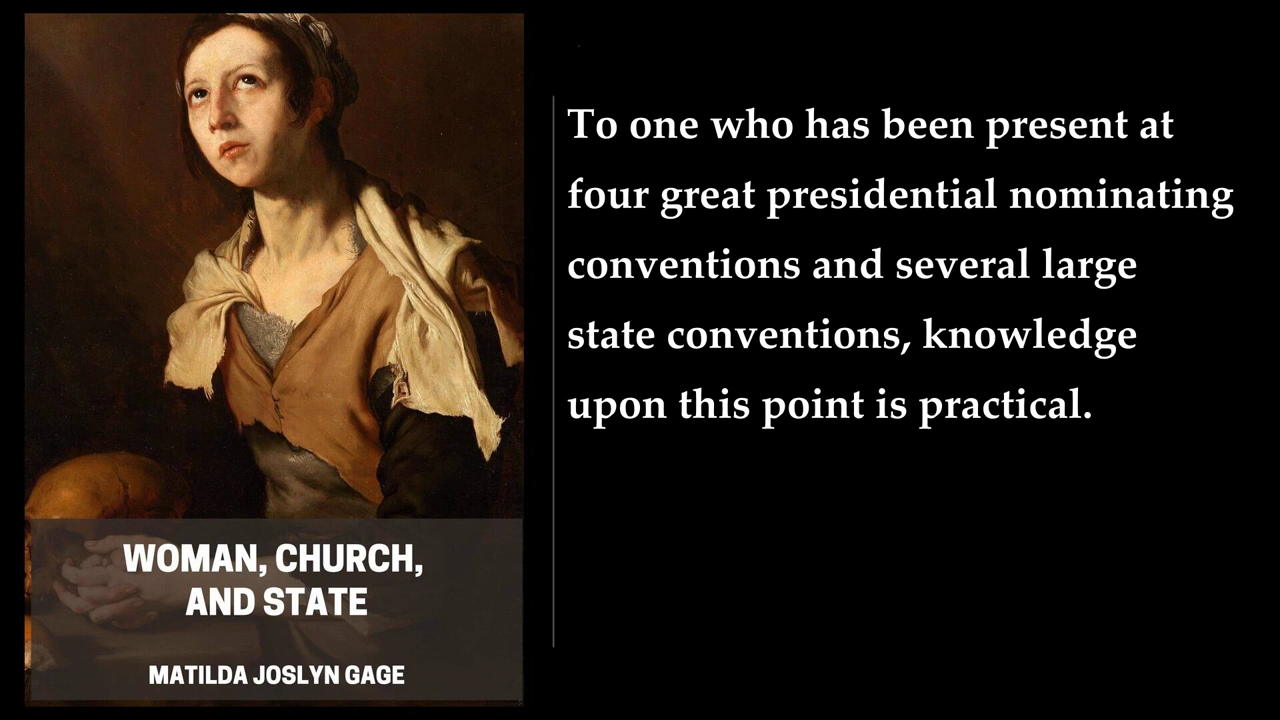 To one who has been present at
four great presidential nominating
conventions and several large
state conventions, knowledge
upon this point is practical.
WOMAN, CHURCH,
AND STATE
MATILDA JOSLYN GAGE